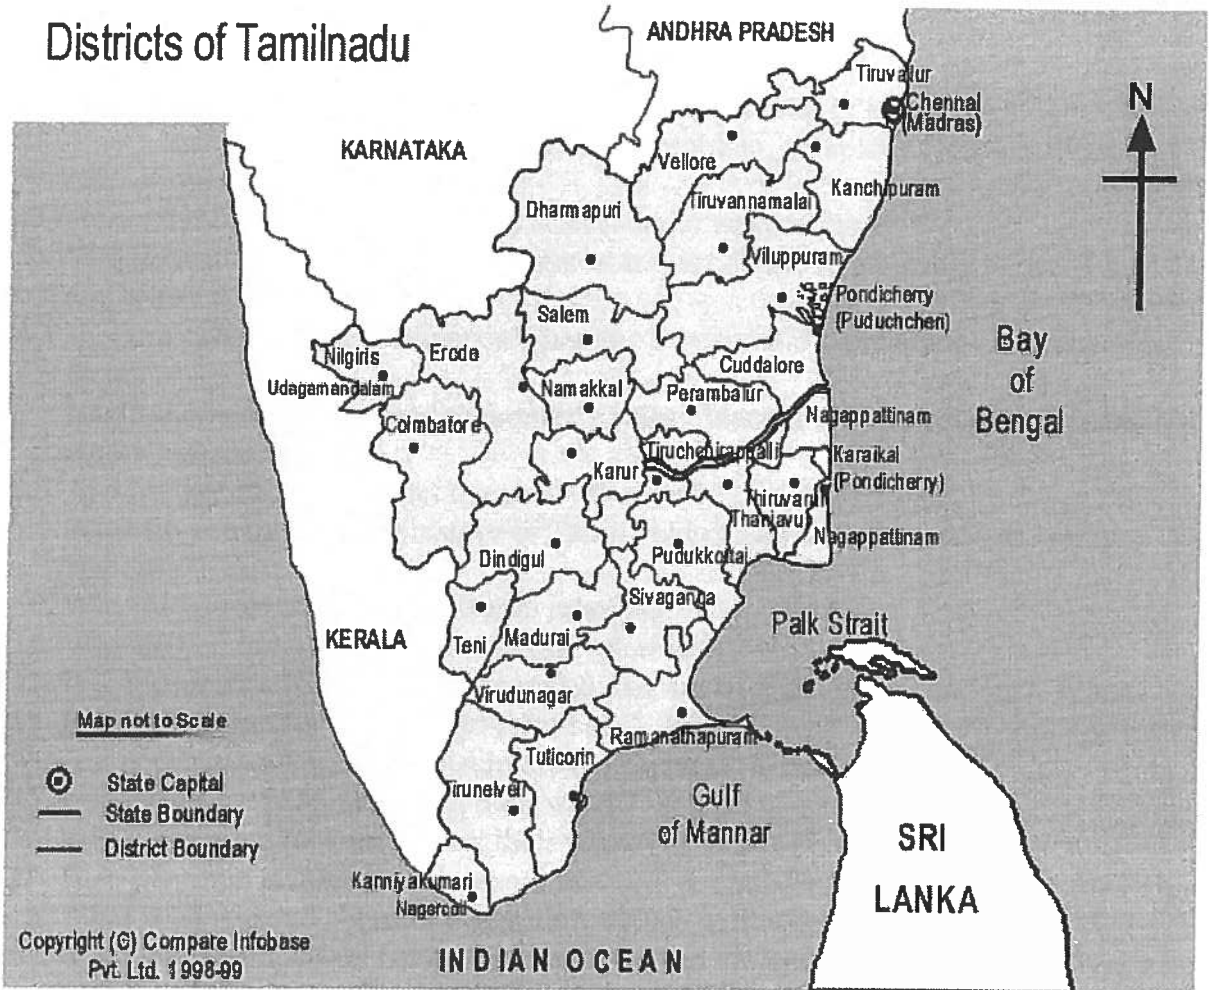 Districts of Tamilnadu
ANDHRA PRADESH
Tiruvalur
N
Chennai
(Madras)
KARNATAKA
Vellore
Kanchipuram
Tiruvannamalai
Dharmapuri
Viluppuram
Pondicherry
(Puduchcheri)
Salem
Bay
of
Bengal
Nilgiris
Erode
Cuddalore
Udagamandalam
Namakkal
Perambalur
Nagappattinam
Coimbatore
Tiruchchirappalli
Karaikal
(Pondicherry)
Karur
Thiruvarur
Thanjavu
Nagappattinam
Dindigul
Pudukkottai
Sivaganga
Palk Strait
KERALA
Teni
Madurai
Virudunagar
Map not to Scale
Ramanathapuram
Tuticorin
State Capital
Tirunelveli
Gulf
of Mannar
State Boundary
SRI
LANKA
District Boundary
Kanniyakumari
Nagercoil
Copyright (C) Compare Infobase
Pvt. Ltd. 1998-99
INDIAN OCEAN